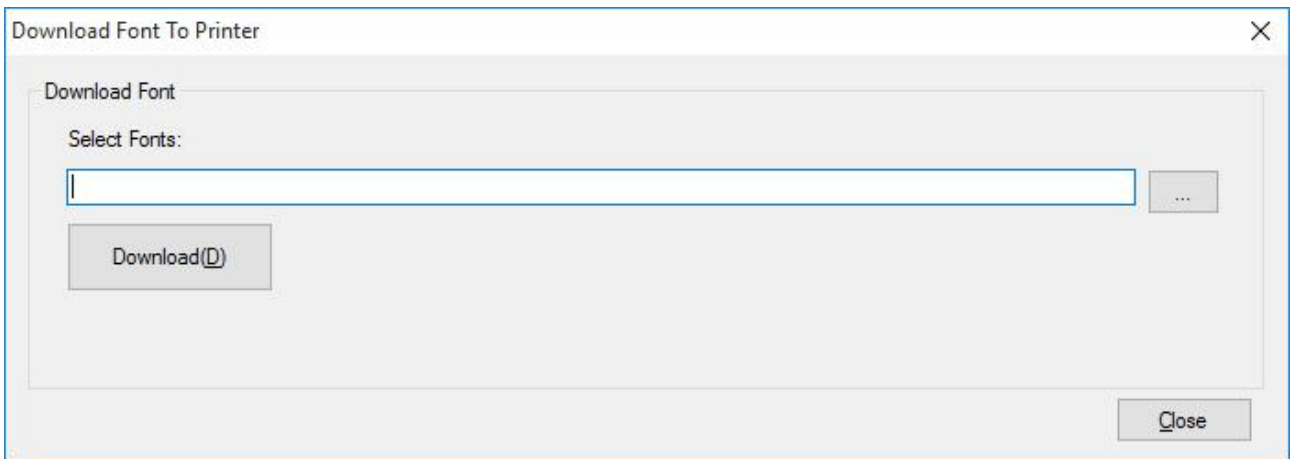 Download Font To Printer
Download Font
Select Fonts:
...
Download(D)
Close